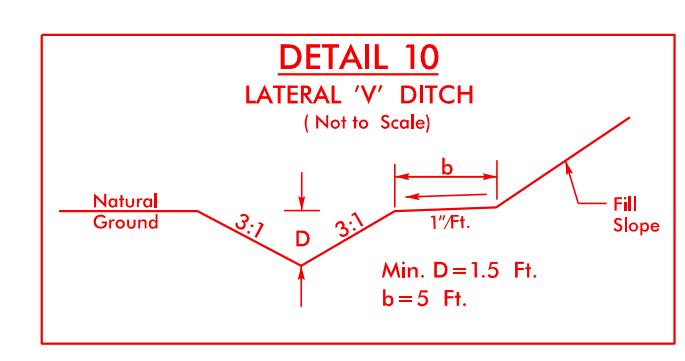 DETAIL 10
LATERAL 'V' DITCH
( Not to Scale)
b
Natural
Ground
3:1
D
3:1
1"/Ft.
Fill
Slope
Min. D=1.5 Ft.
b=5 Ft.